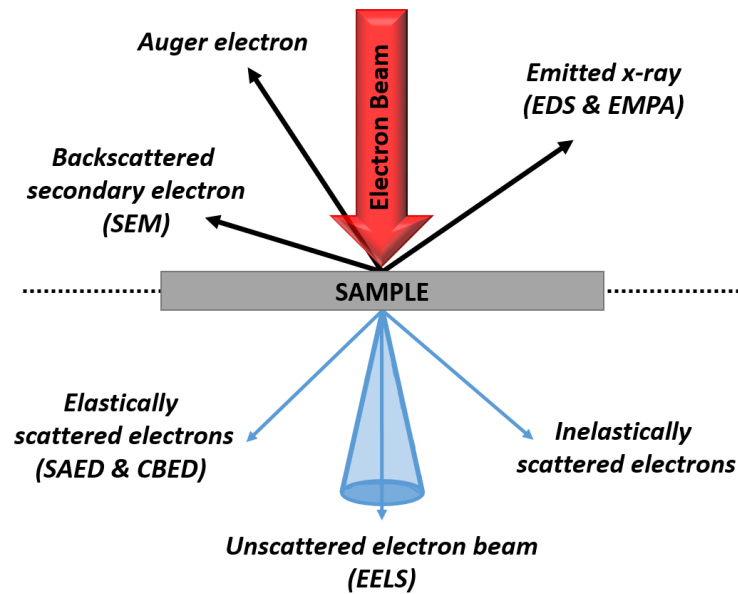 Auger electron
Electron Beam
Emitted x-ray
(EDS & EMPA)
Backscattered
secondary electron
(SEM)
SAMPLE
Elastically
scattered electrons
(SAED & CBED)
Inelastically
scattered electrons
Unscattered electron beam
(EELS)